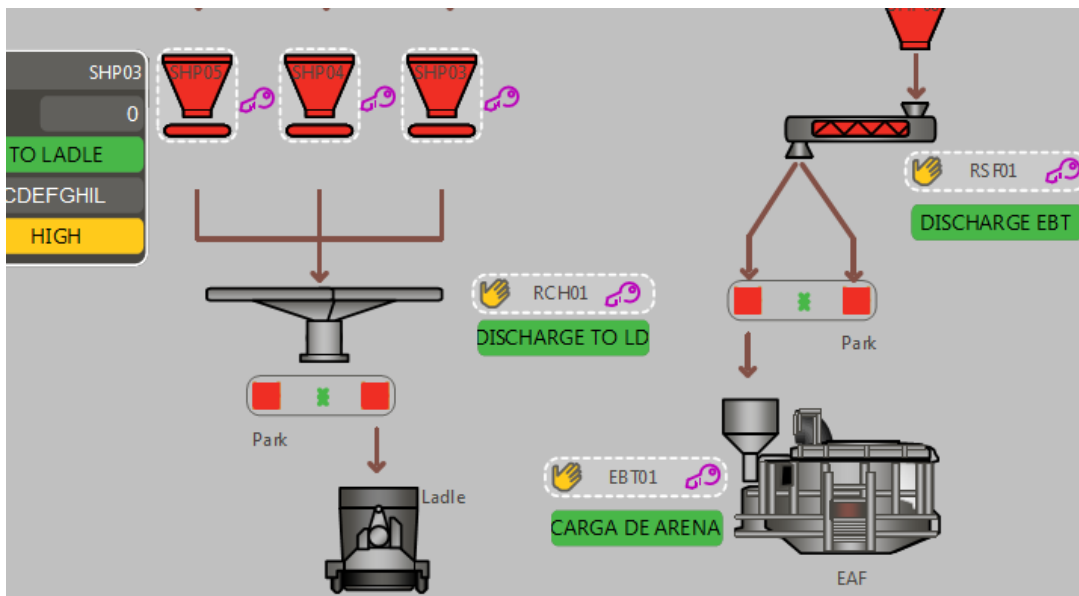 SHP03
0
TO LADLE
CDEFGHIL
HIGH
SHP05
SHP04
SHP03
RSF01
DISCHARGE EBT
RCH01
DISCHARGE TO LD
Park
Park
Ladle
EBT01
CARGA DE ARENA
EAF